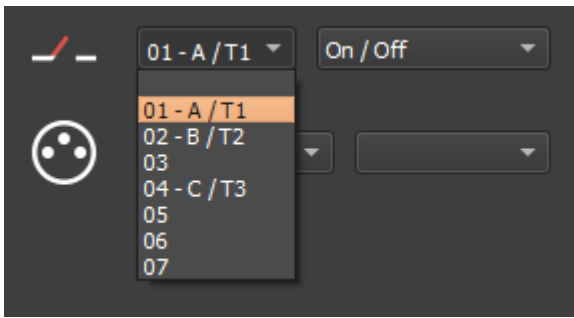 01 - A / T1 On / Off
01 - A / T1
02 - B / T2
03
04 - C / T3
05
06
07